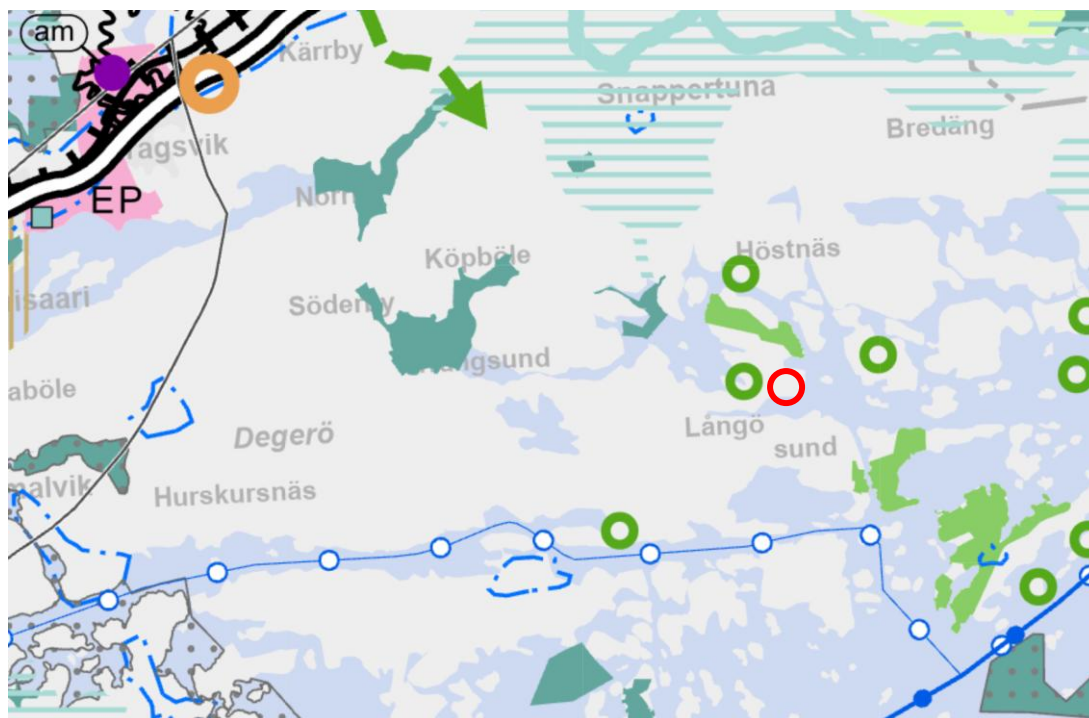 am
Kärrby
Snappertuna
Bredäng
EP
Höstnäs
Köpböle
Söderby
Långö
sund
Degerö
Hurskursnäs